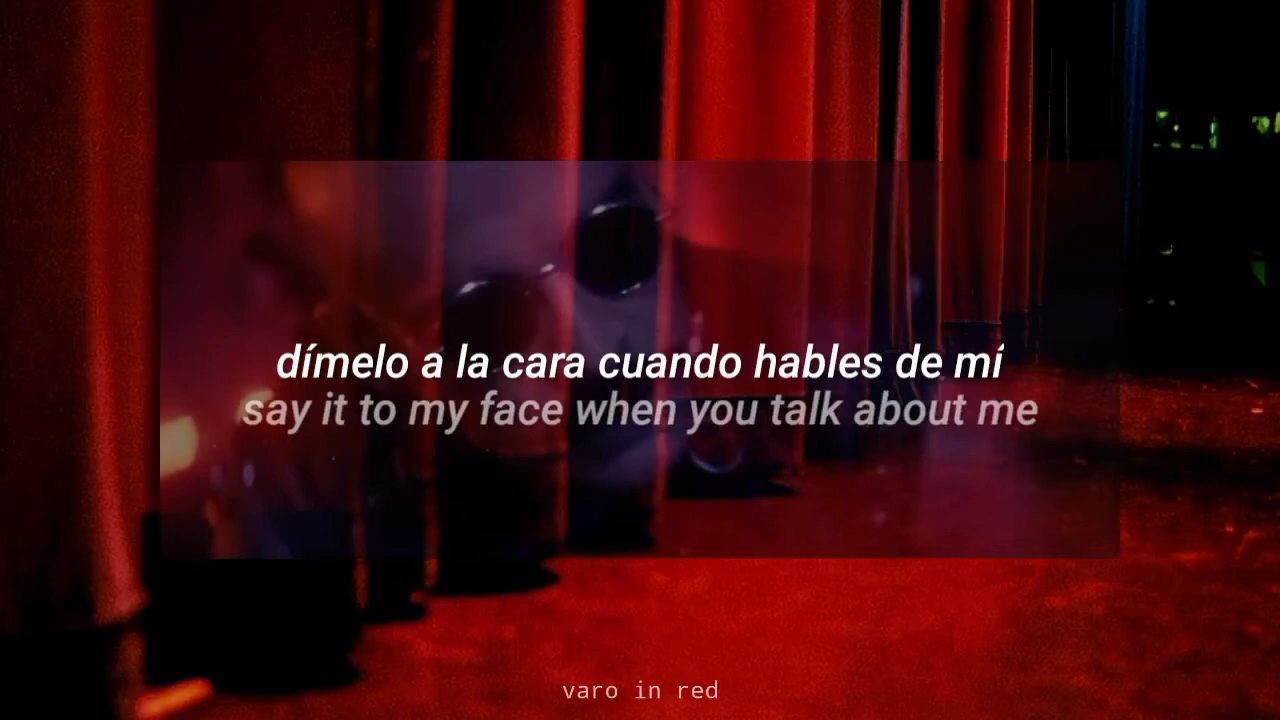 dímelo a la cara cuando hables de mí
say it to my face when you talk about me
varo in red